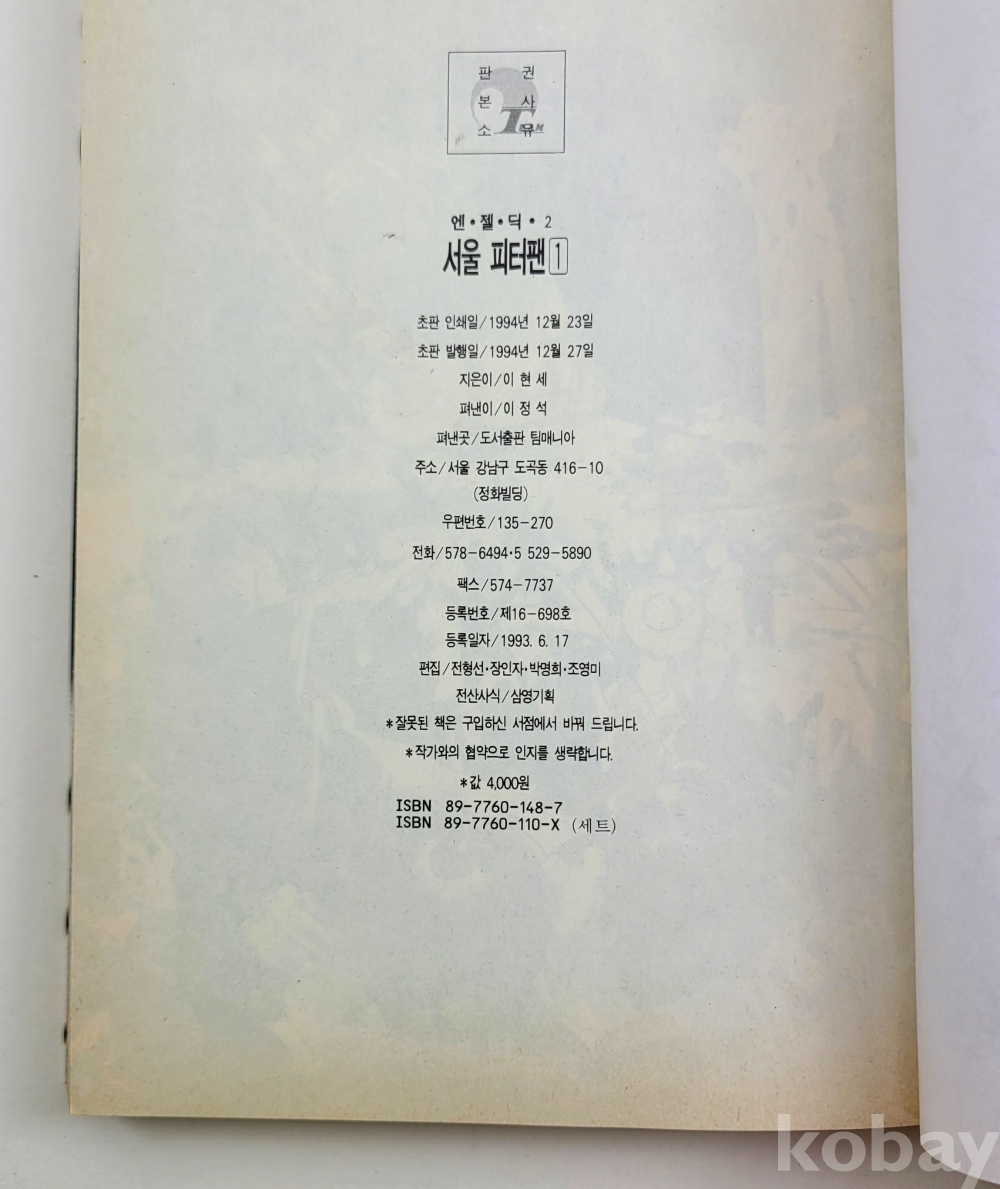 판 권
본 사
소 유
엔•젤•딕•2
서울 피터팬 1
초판 인쇄일/1994년 12월 23일
초판 발행일/1994년 12월 27일
지은이/이 현 세
펴낸이/이 정 석
펴낸곳/도서출판 팀매니아
주소/서울 강남구 도곡동 416-10
(정화빌딩)
우편번호/135-270
전화/578-6494·5 529-5890
팩스/574-7737
등록번호/제16-698호
등록일자/1993. 6. 17
편집/전형선·장인자·박명희·조영미
전산사식/삼영기획
*잘못된 책은 구입하신 서점에서 바꿔 드립니다.
*작가와의 협약으로 인지를 생략합니다.
*값 4,000원
ISBN 89-7760-148-7
ISBN 89-7760-110-X (세트)
kobay